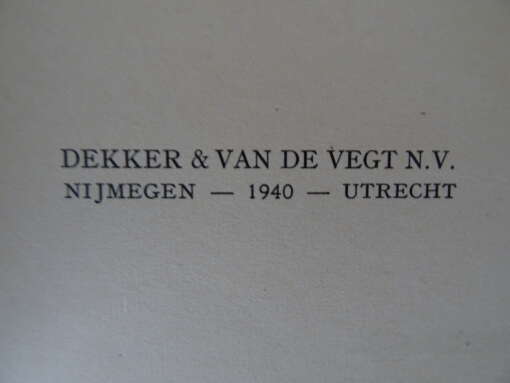 DEKKER & VAN DE VEGT N.V.
NIJMEGEN — 1940 — UTRECHT